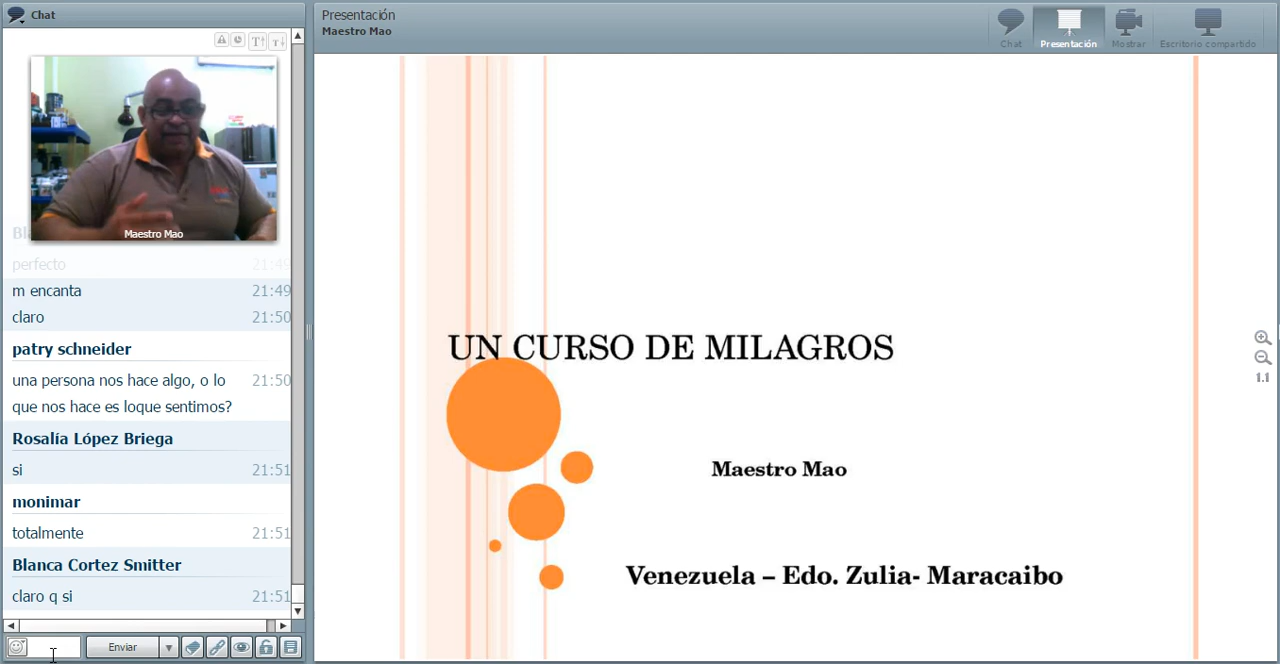 Chat
T↑ T↓
Maestro Mao
perfecto 21:49
m encanta 21:49
claro 21:50
patry schneider
una persona nos hace algo, o lo 21:50
que nos hace es loque sentimos?
Rosalía López Briega
si 21:51
monimar
totalmente 21:51
Blanca Cortez Smitter
claro q si 21:51
Enviar
Presentación
Maestro Mao
Chat Presentación Mostrar Escritorio compartido
UN CURSO DE MILAGROS
Maestro Mao
Venezuela – Edo. Zulia- Maracaibo
1.1